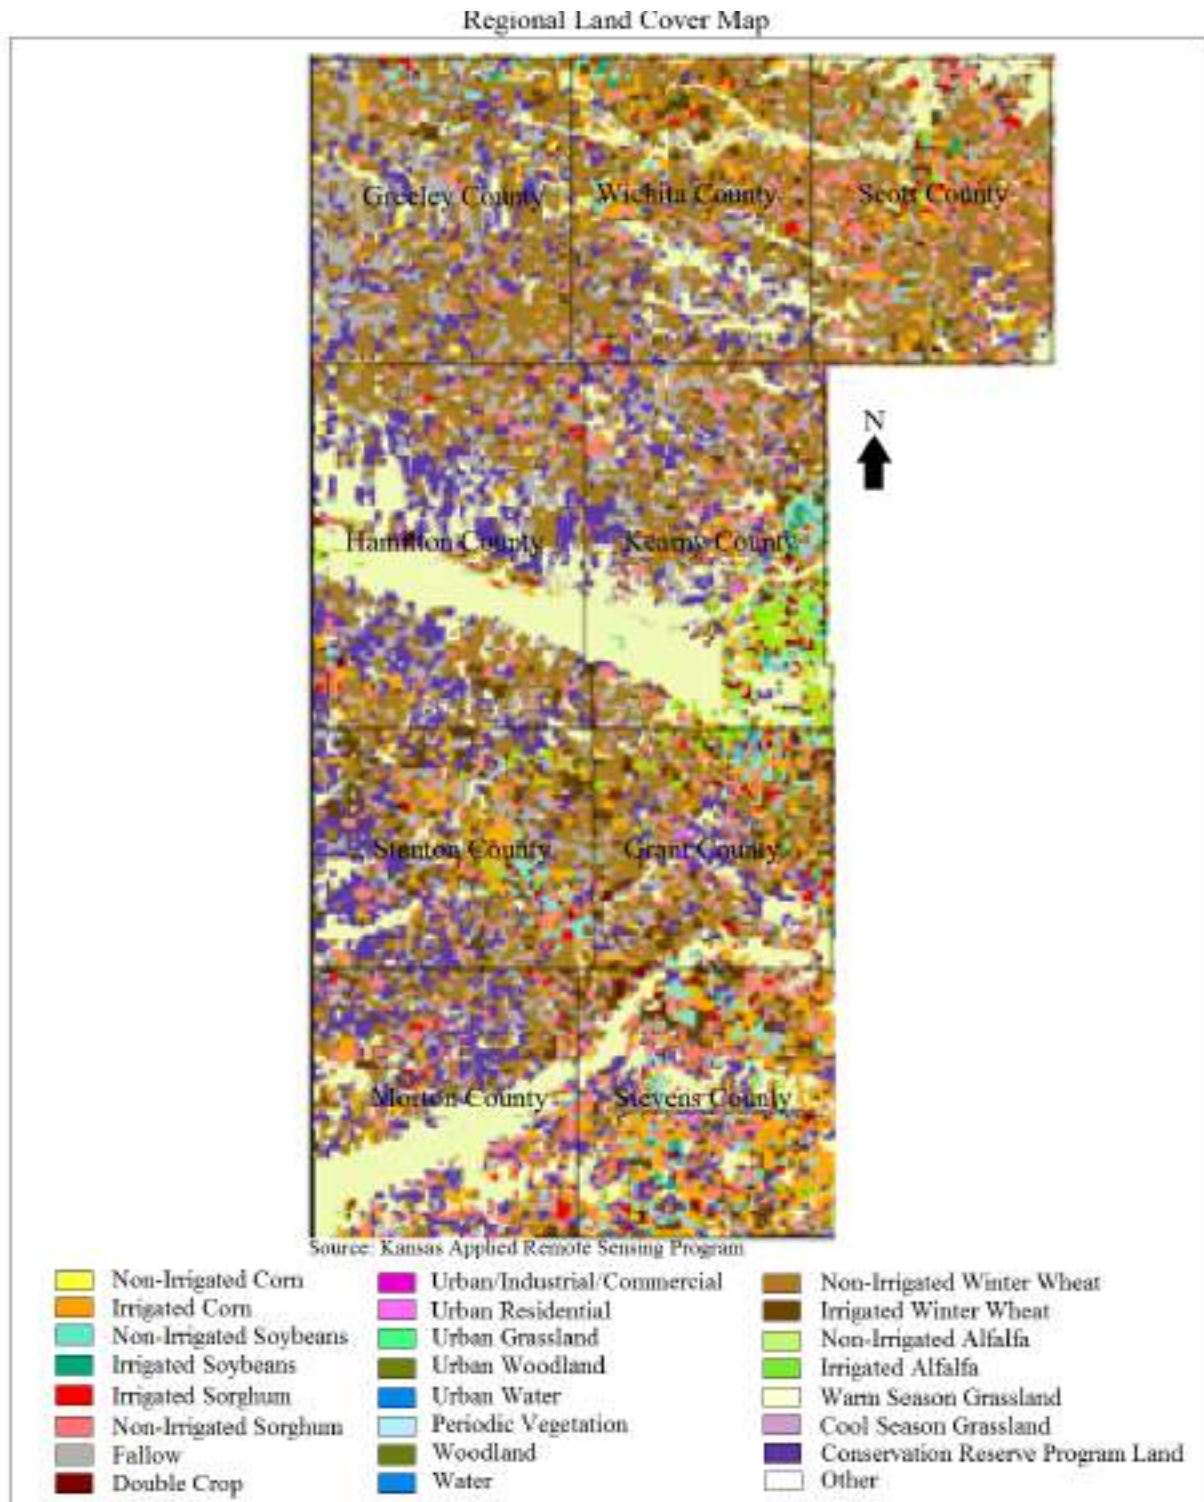 Regional Land Cover Map
Greeley County
Wichita County
Scott County
N
Hamilton County
Kearny County
Stanton County
Grant County
Morton County
Stevens County
Source: Kansas Applied Remote Sensing Program
Non-Irrigated Corn
Irrigated Corn
Non-Irrigated Soybeans
Irrigated Soybeans
Irrigated Sorghum
Non-Irrigated Sorghum
Fallow
Double Crop
Urban/Industrial/Commercial
Urban Residential
Urban Grassland
Urban Woodland
Urban Water
Periodic Vegetation
Woodland
Water
Non-Irrigated Winter Wheat
Irrigated Winter Wheat
Non-Irrigated Alfalfa
Irrigated Alfalfa
Warm Season Grassland
Cool Season Grassland
Conservation Reserve Program Land
Other